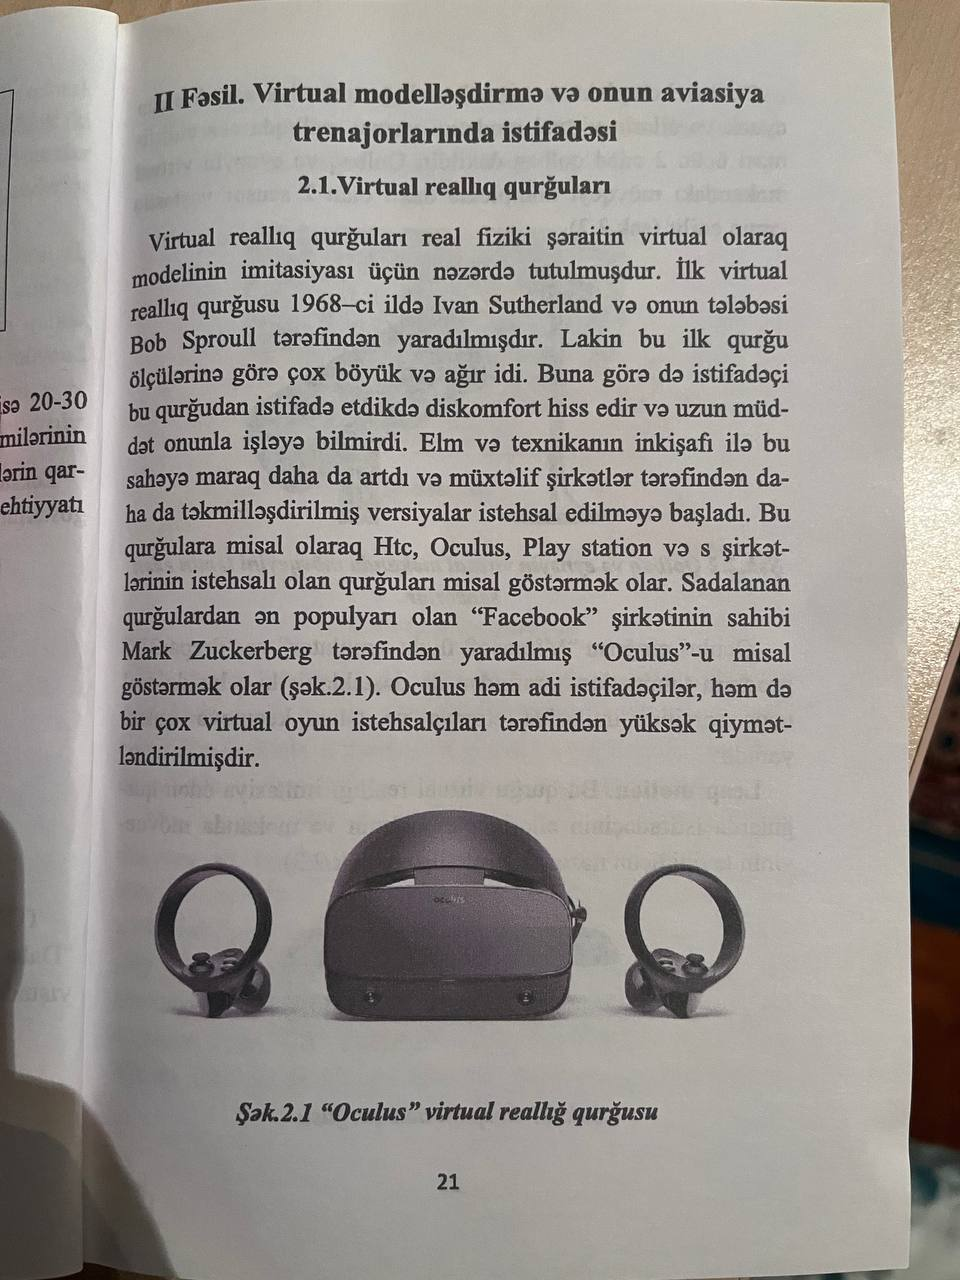 isə 20-30
milərinin
lərin qar-
ehtiyyatı
II Fəsil. Virtual modelləşdirmə və onun aviasiya
trenajorlarında istifadəsi
2.1.Virtual reallıq qurğuları
Virtual reallıq qurğuları real fiziki şəraitin virtual olaraq
modelinin imitasiyası üçün nəzərdə tutulmuşdur. İlk virtual
reallıq qurğusu 1968–ci ildə Ivan Sutherland və onun tələbəsi
Bob Sproull tərəfindən yaradılmışdır. Lakin bu ilk qurğu
ölçülərinə görə çox böyük və ağır idi. Buna görə də istifadəçi
bu qurğudan istifadə etdikdə diskomfort hiss edir və uzun müd-
dət onunla işləyə bilmirdi. Elm və texnikanın inkişafı ilə bu
sahəyə maraq daha da artdı və müxtəlif şirkətlər tərəfindən da-
ha da təkmilləşdirilmiş versiyalar istehsal edilməyə başladı. Bu
qurğulara misal olaraq Htc, Oculus, Play station və s şirkət-
lərinin istehsalı olan qurğuları misal göstərmək olar. Sadalanan
qurğulardan ən populyarı olan “Facebook” şirkətinin sahibi
Mark Zuckerberg tərəfindən yaradılmış “Oculus”-u misal
göstərmək olar (şək.2.1). Oculus həm adi istifadəçilər, həm də
bir çox virtual oyun istehsalçıları tərəfindən yüksək qiymət-
ləndirilmişdir.
oculus
Şək.2.1 “Oculus” virtual reallığ qurğusu
21